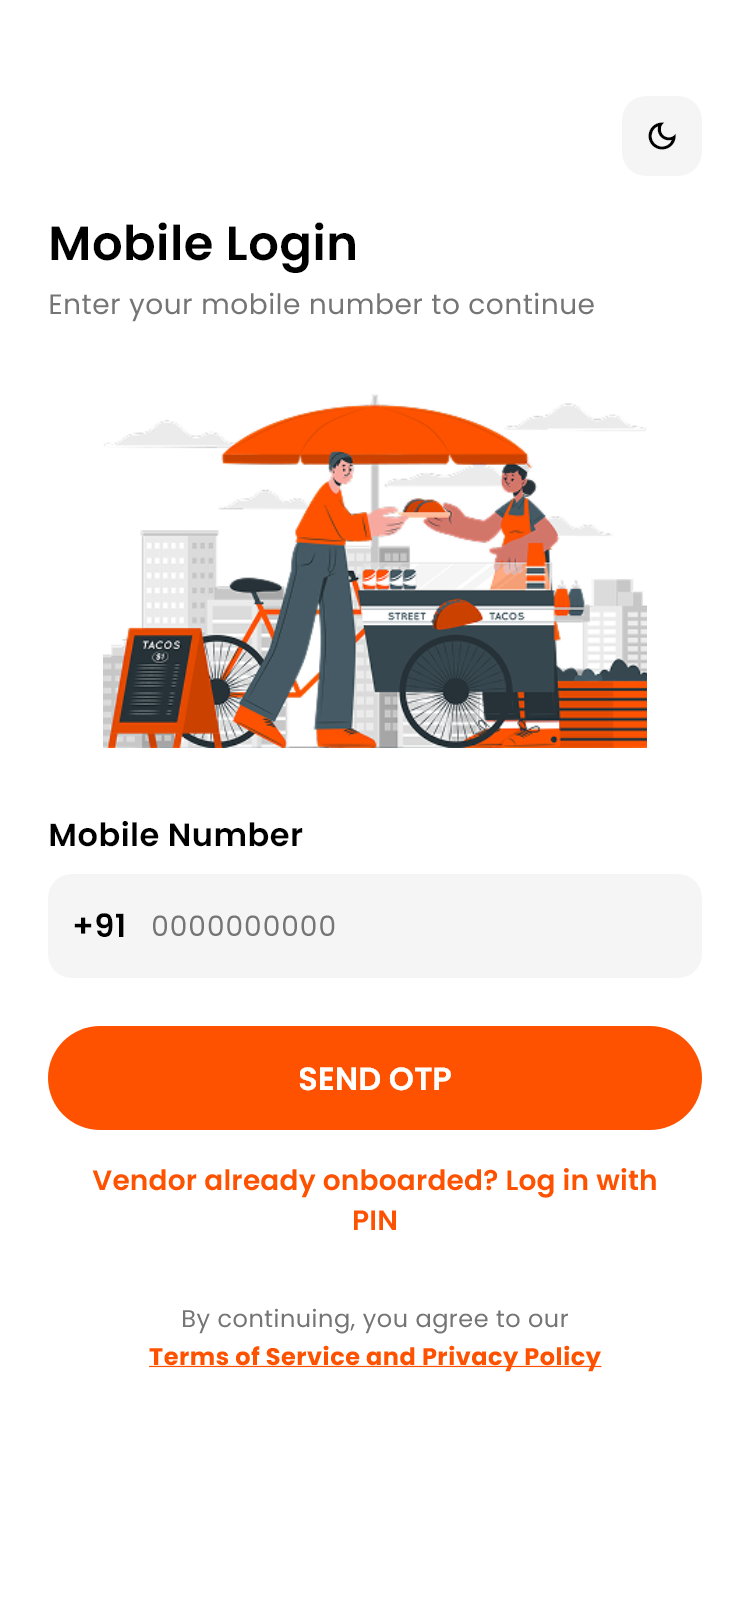 Mobile Login
Enter your mobile number to continue
STREET TACOS
TACOS
$1
Mobile Number
+91 0000000000
SEND OTP
Vendor already onboarded? Log in with
PIN
By continuing, you agree to our
Terms of Service and Privacy Policy